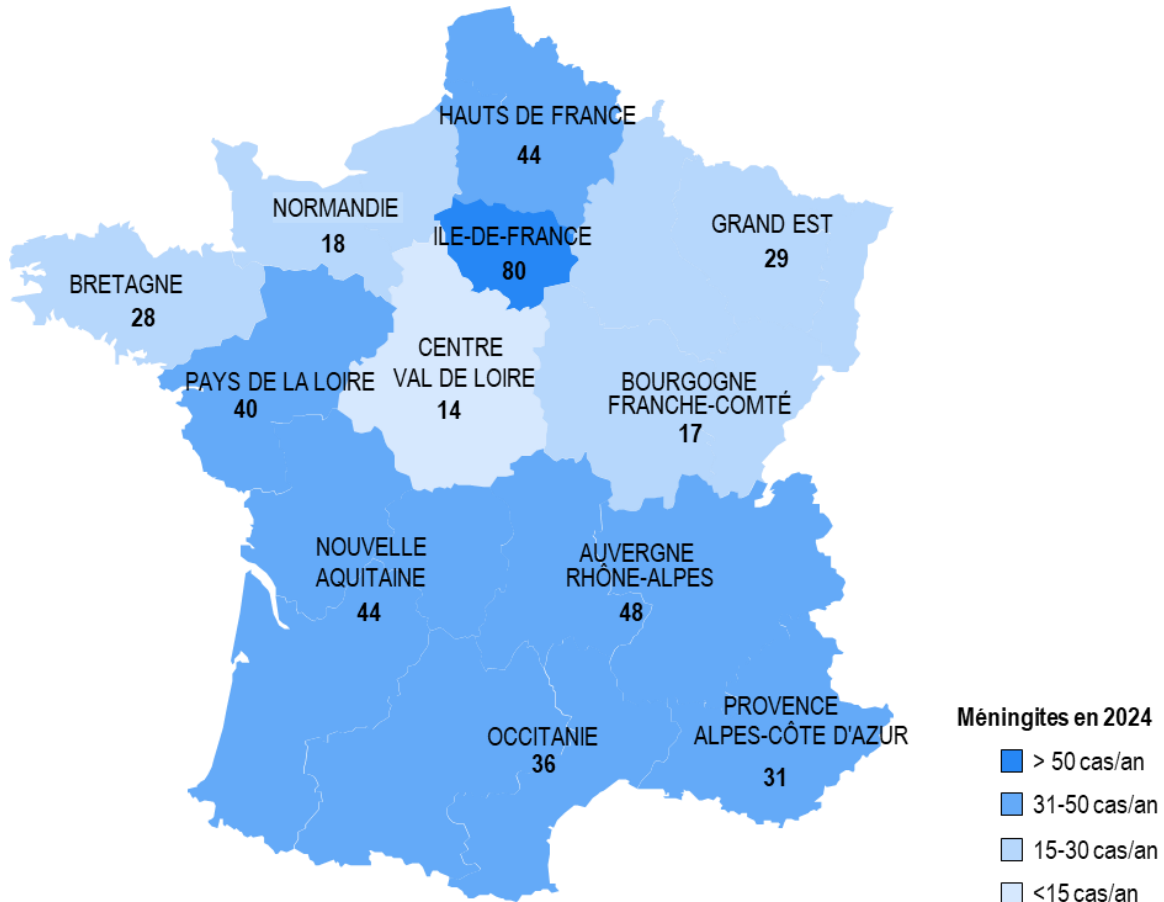 HAUTS DE FRANCE
44
NORMANDIE
18
ILE-DE-FRANCE
80
GRAND EST
29
BRETAGNE
28
PAYS DE LA LOIRE
40
CENTRE
VAL DE LOIRE
14
BOURGOGNE
FRANCHE-COMTÉ
17
NOUVELLE
AQUITAINE
44
AUVERGNE
RHÔNE-ALPES
48
OCCITANIE
36
PROVENCE
ALPES-CÔTE D'AZUR
31
Méningites en 2024
> 50 cas/an
31-50 cas/an
15-30 cas/an
<15 cas/an